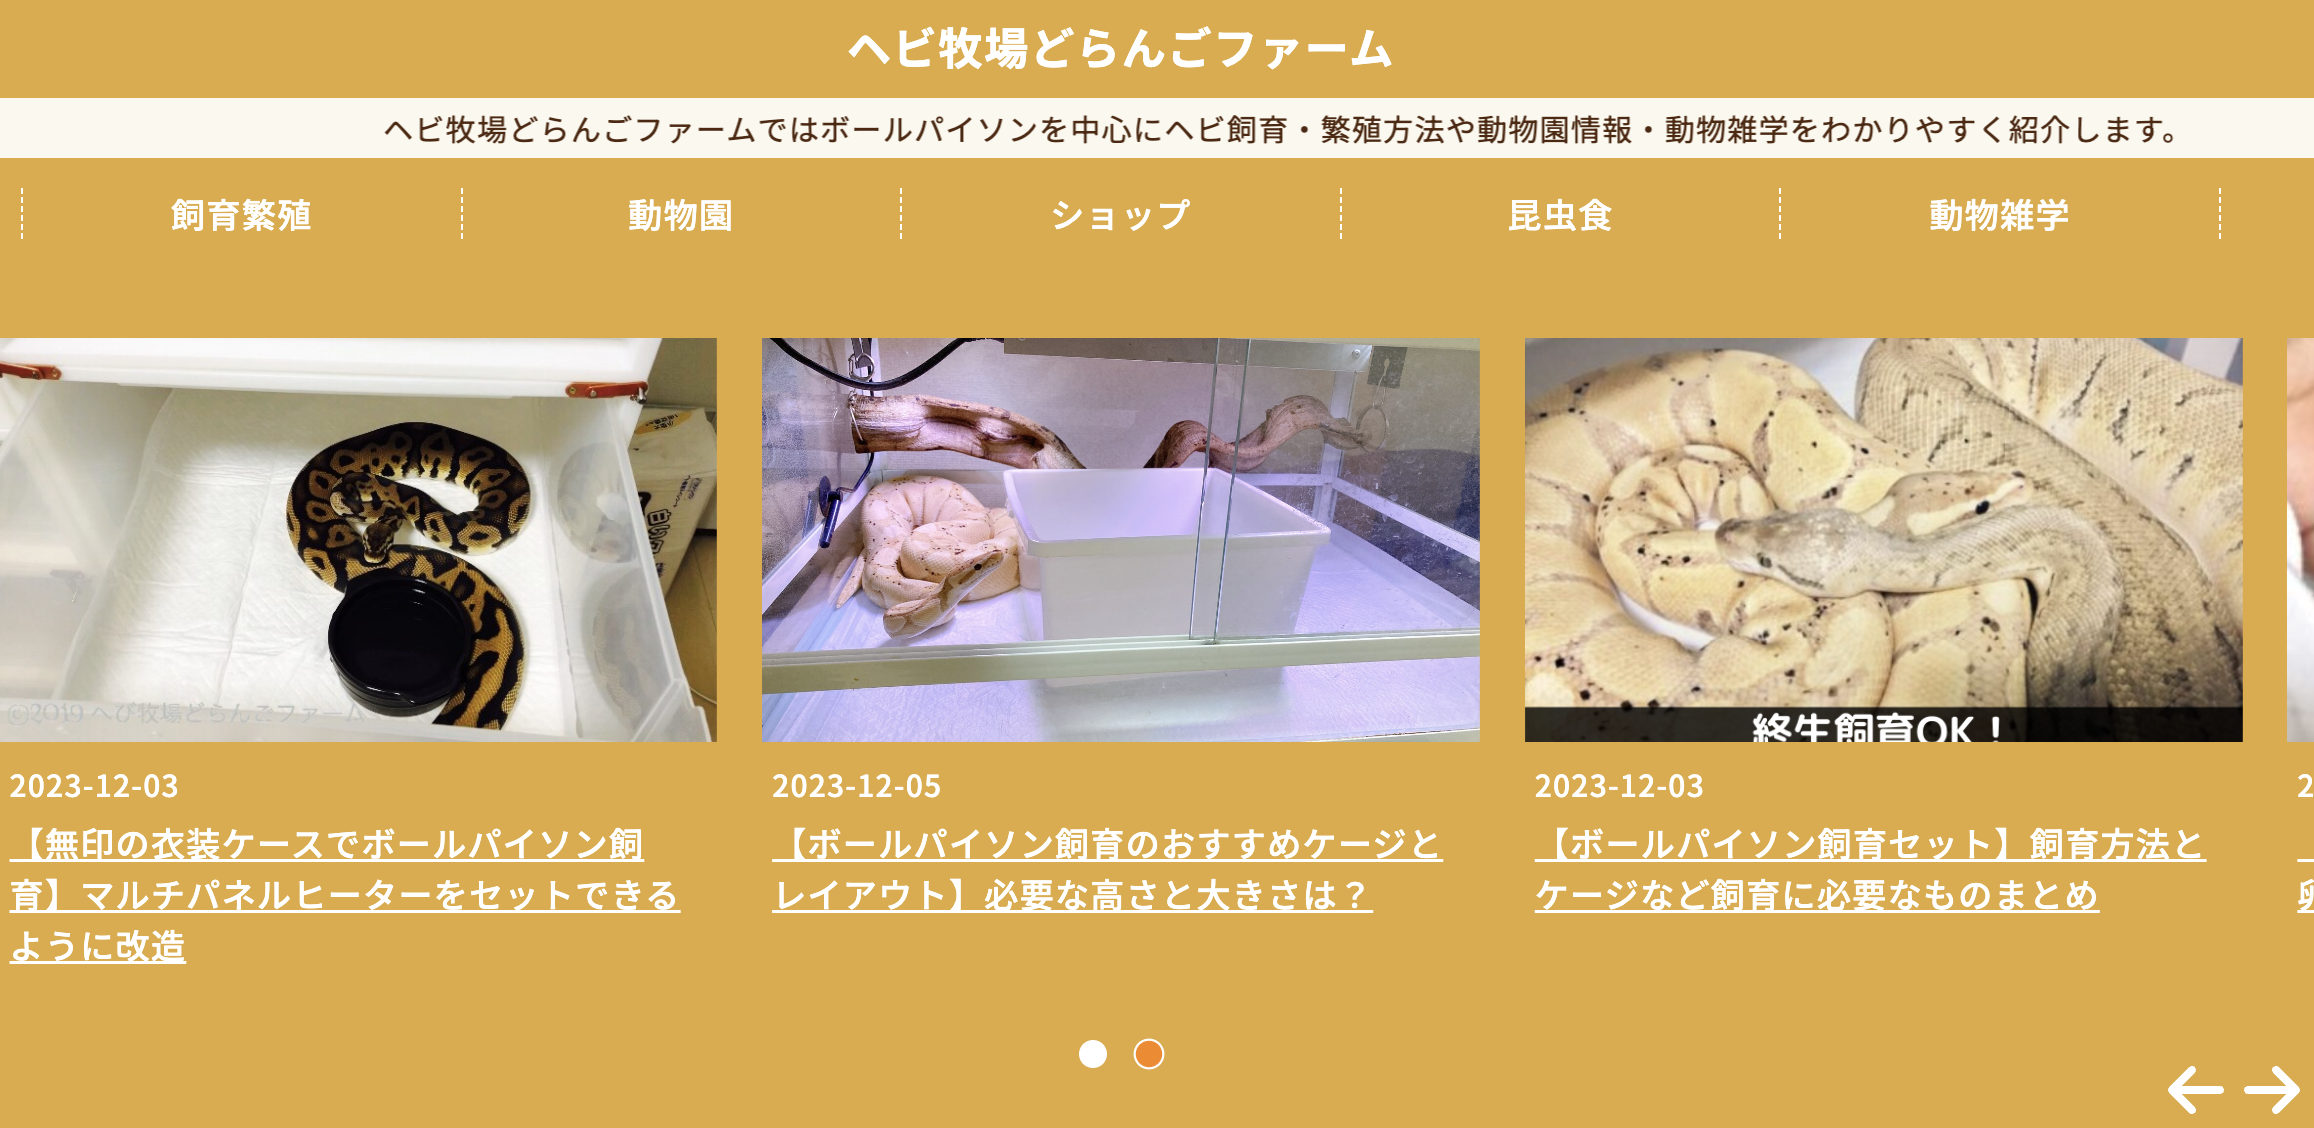 ヘビ牧場どらんごファーム
ヘビ牧場どらんごファームではボールパイソンを中心にヘビ飼育・繁殖方法や動物園情報・動物雑学をわかりやすく紹介します。
飼育繁殖
動物園
ショップ
昆虫食
動物雑学
©2019 へび牧場どらんごファーム
終生飼育OK！
2023-12-03
【無印の衣装ケースでボールパイソン飼
育】マルチパネルヒーターをセットできる
ように改造
2023-12-05
【ボールパイソン飼育のおすすめケージと
レイアウト】必要な高さと大きさは？
2023-12-03
【ボールパイソン飼育セット】飼育方法と
ケージなど飼育に必要なものまとめ